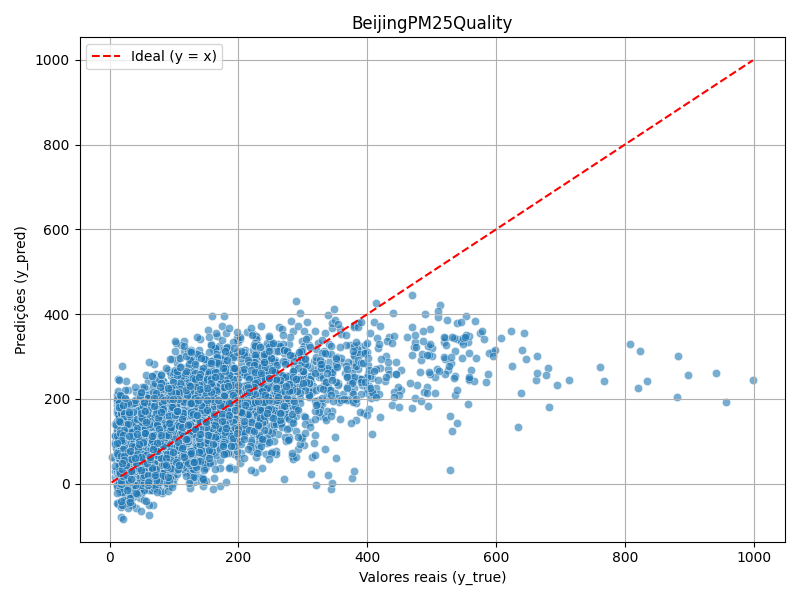 BeijingPM25Quality
Ideal (y = x)
Predições (y_pred)
1000
800
600
400
200
0
0 200 400 600 800 1000
Valores reais (y_true)